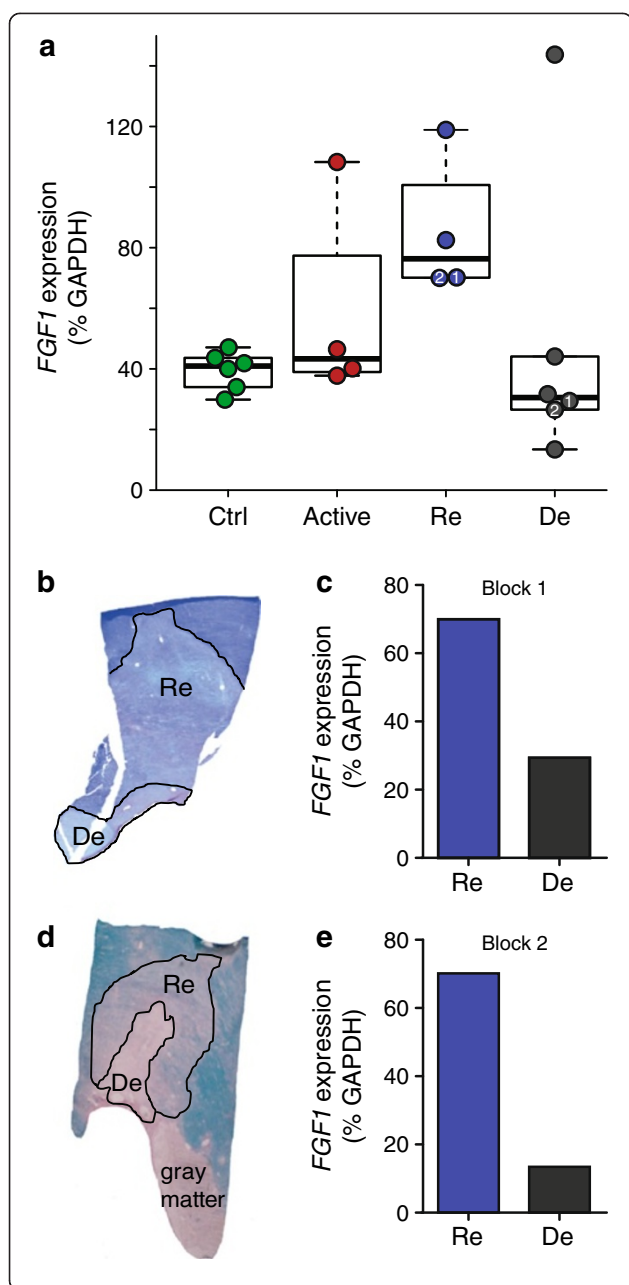 a
FGF1 expression
(% GAPDH)
120
80
40
0
2 1
1
2
Ctrl Active Re De
b
Re
De
c
Block 1
FGF1 expression
(% GAPDH)
80
60
40
20
0
Re De
d
Re
De
gray
matter
e
Block 2
FGF1 expression
(% GAPDH)
80
60
40
20
0
Re De